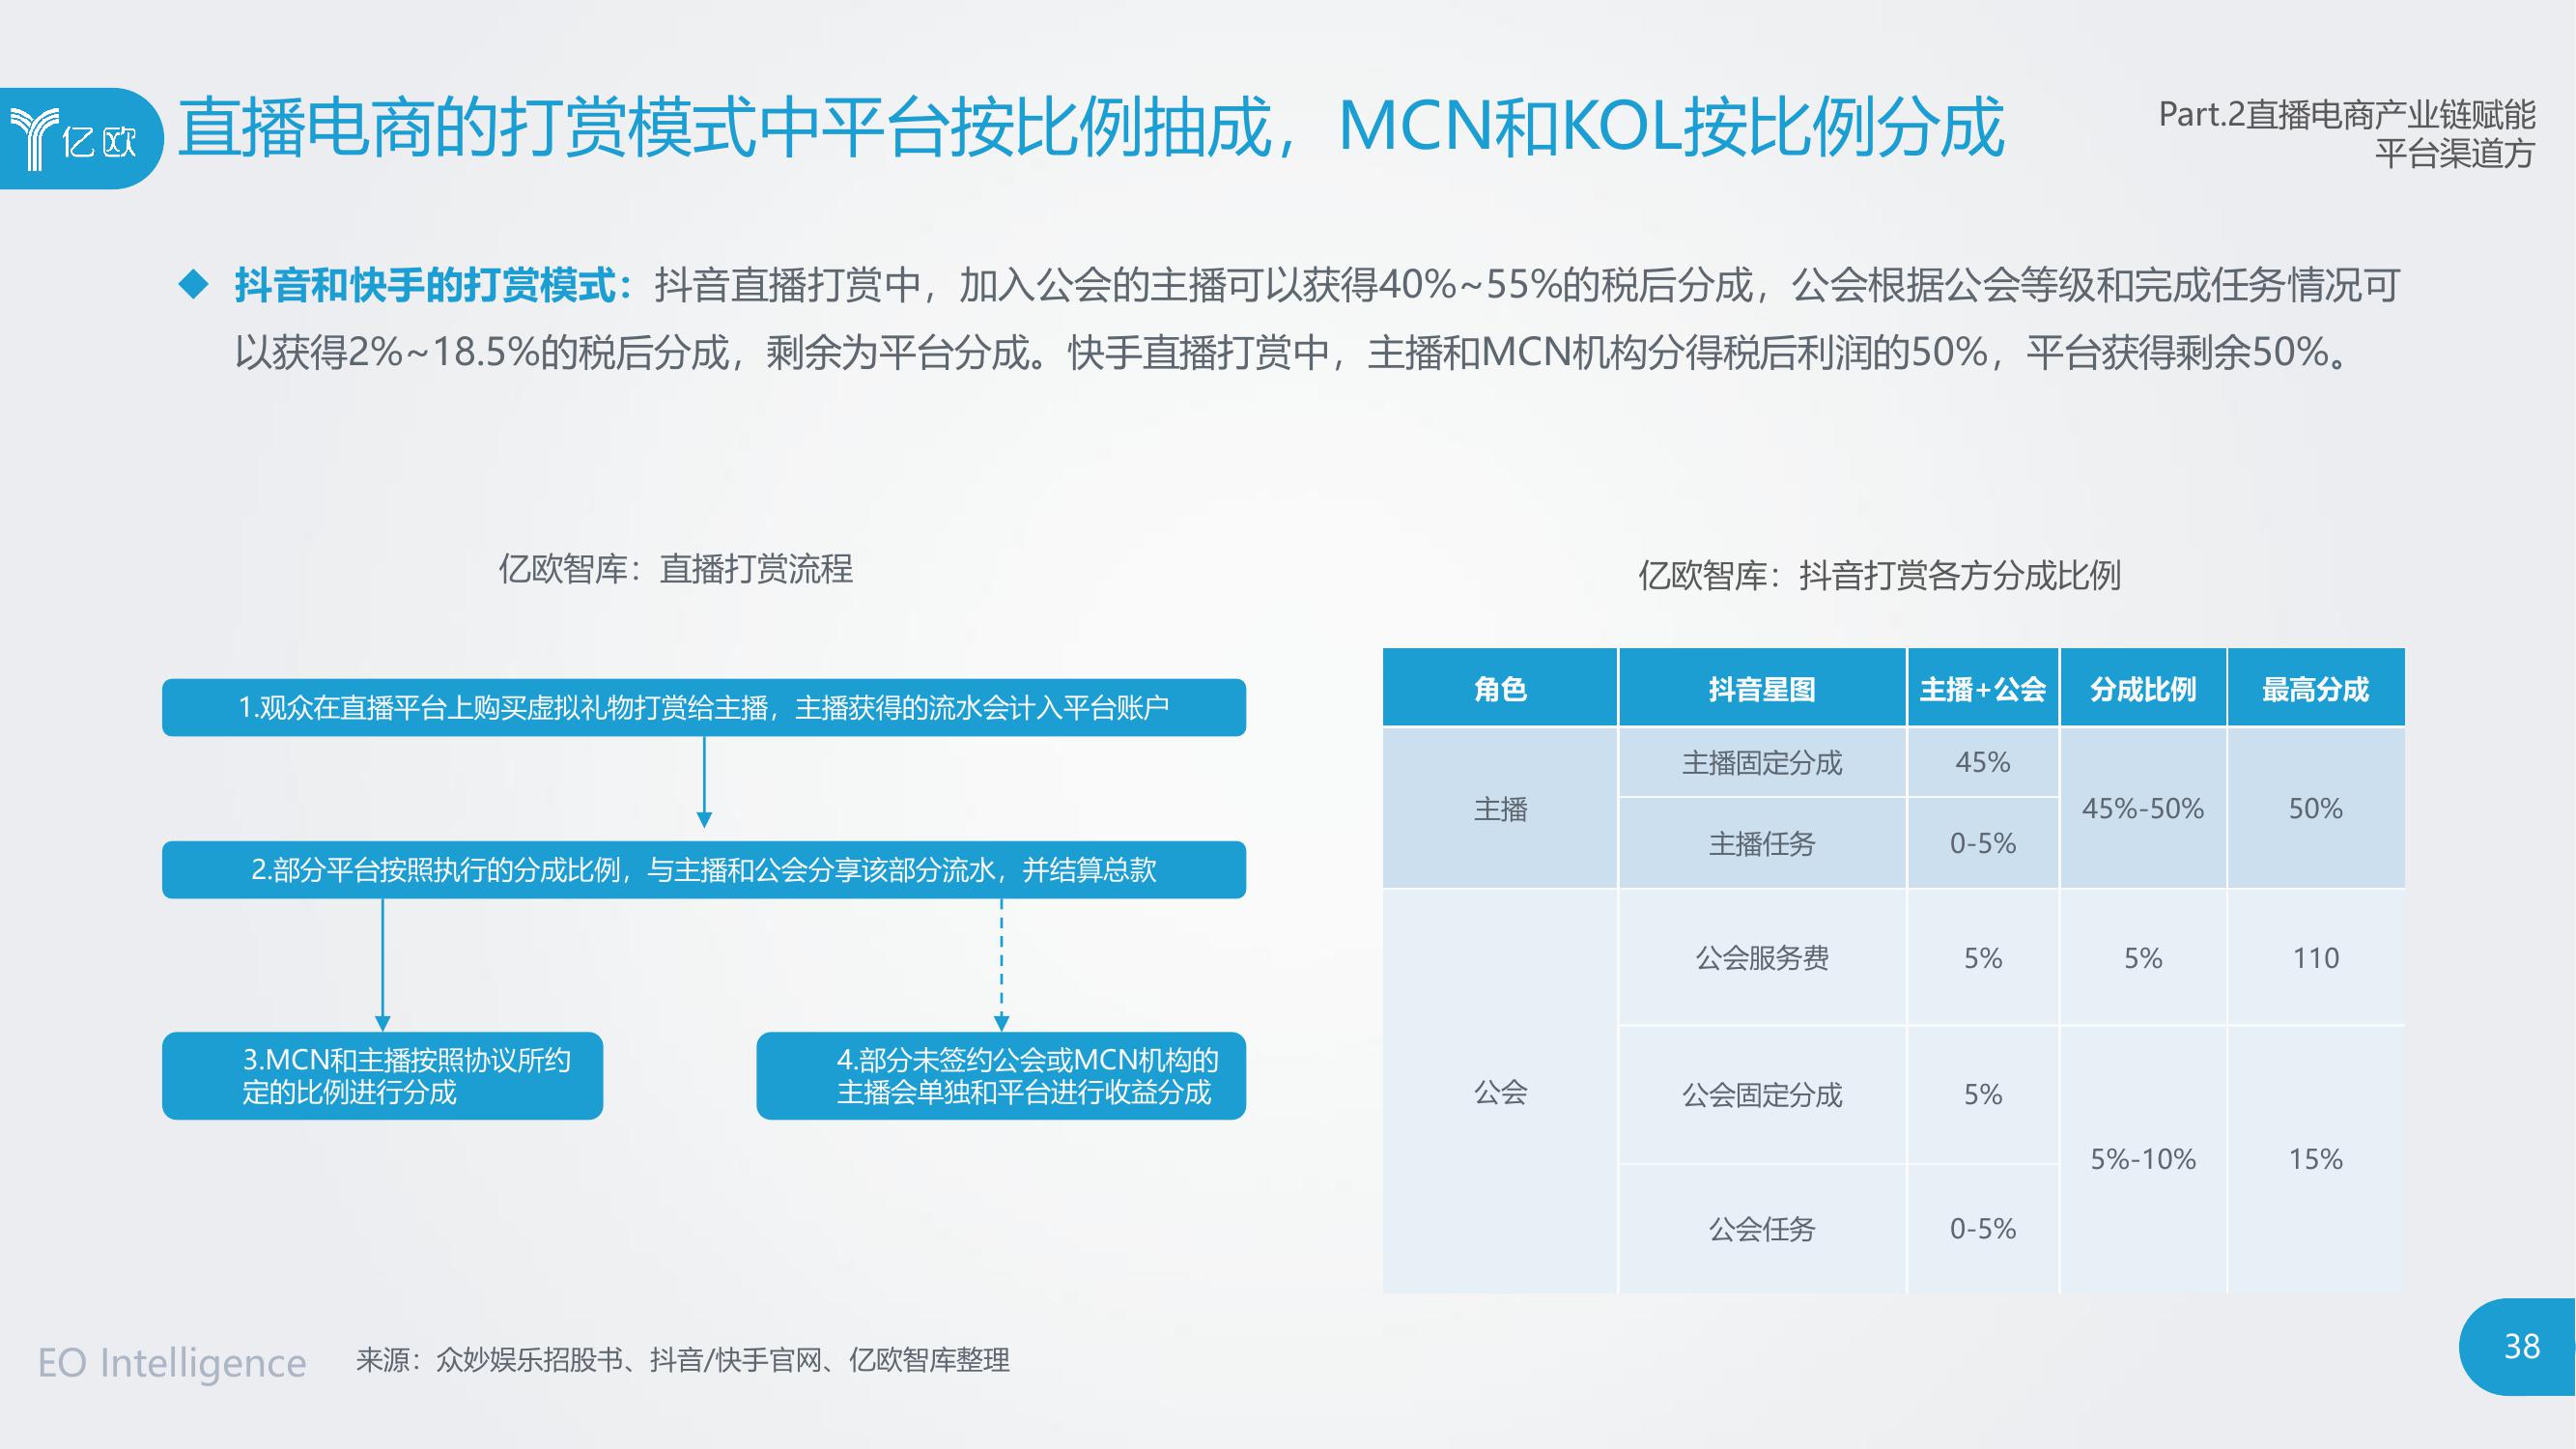 亿欧
直播电商的打赏模式中平台按比例抽成，MCN和KOL按比例分成
Part.2直播电商产业链赋能
平台渠道方
◆ 抖音和快手的打赏模式：抖音直播打赏中，加入公会的主播可以获得40%~55%的税后分成，公会根据公会等级和完成任务情况可
以获得2%~18.5%的税后分成，剩余为平台分成。快手直播打赏中，主播和MCN机构分得税后利润的50%，平台获得剩余50%。
亿欧智库：直播打赏流程
1.观众在直播平台上购买虚拟礼物打赏给主播，主播获得的流水会计入平台账户
2.部分平台按照执行的分成比例，与主播和公会分享该部分流水，并结算总款
3.MCN和主播按照协议所约
定的比例进行分成
4.部分未签约公会或MCN机构的
主播会单独和平台进行收益分成
亿欧智库：抖音打赏各方分成比例
角色 抖音星图 主播+公会 分成比例 最高分成
主播 主播固定分成 45% 45%-50% 50%
主播任务 0-5%
公会 公会服务费 5% 5% 110
公会固定分成 5% 5%-10% 15%
公会任务 0-5%
EO Intelligence
来源：众妙娱乐招股书、抖音/快手官网、亿欧智库整理
38